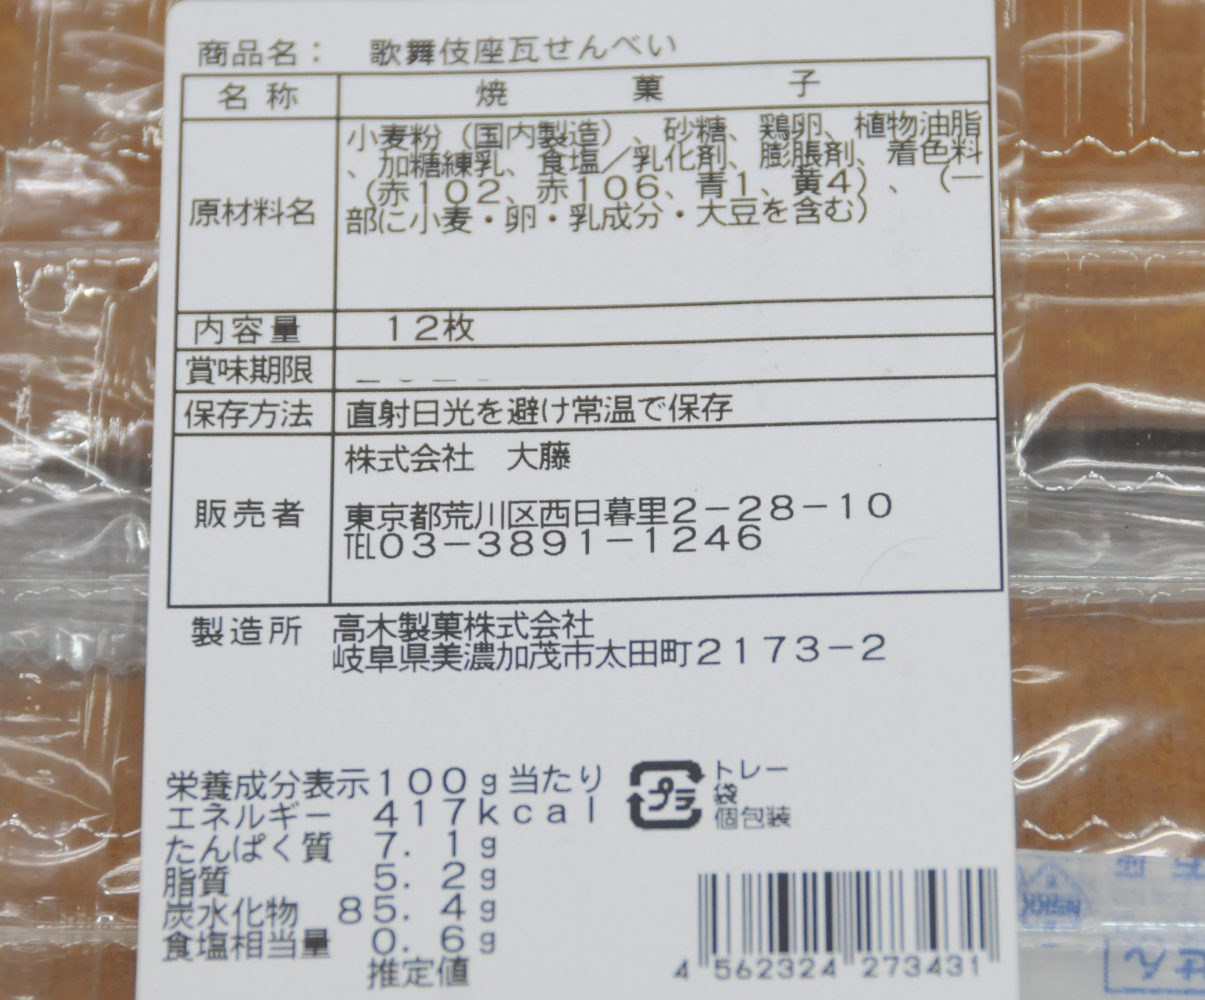 商品名： 歌舞伎座瓦せんべい
名称 焼菓子
原材料名
小麦粉（国内製造）、砂糖、鶏卵、植物油脂
、加糖練乳、食塩／乳化剤、膨脹剤、着色料
（赤１０２、赤１０６、青１、黄４）、（一
部に小麦・卵・乳成分・大豆を含む）
内容量 １２枚
賞味期限
保存方法 直射日光を避け常温で保存
販売者
株式会社 大藤
東京都荒川区西日暮里２－２８－１０
℡０３－３８９１－１２４６
製造所 高木製菓株式会社
岐阜県美濃加茂市太田町２１７３－２
栄養成分表示１００ｇ当たり
エネルギー ４１７ｋｃａｌ
たんぱく質 ７．１ｇ
脂質 ５．２ｇ
炭水化物 ８５．４ｇ
食塩相当量 ０．６ｇ
推定値
プラ
トレー
袋
個包装
4 562324 273431